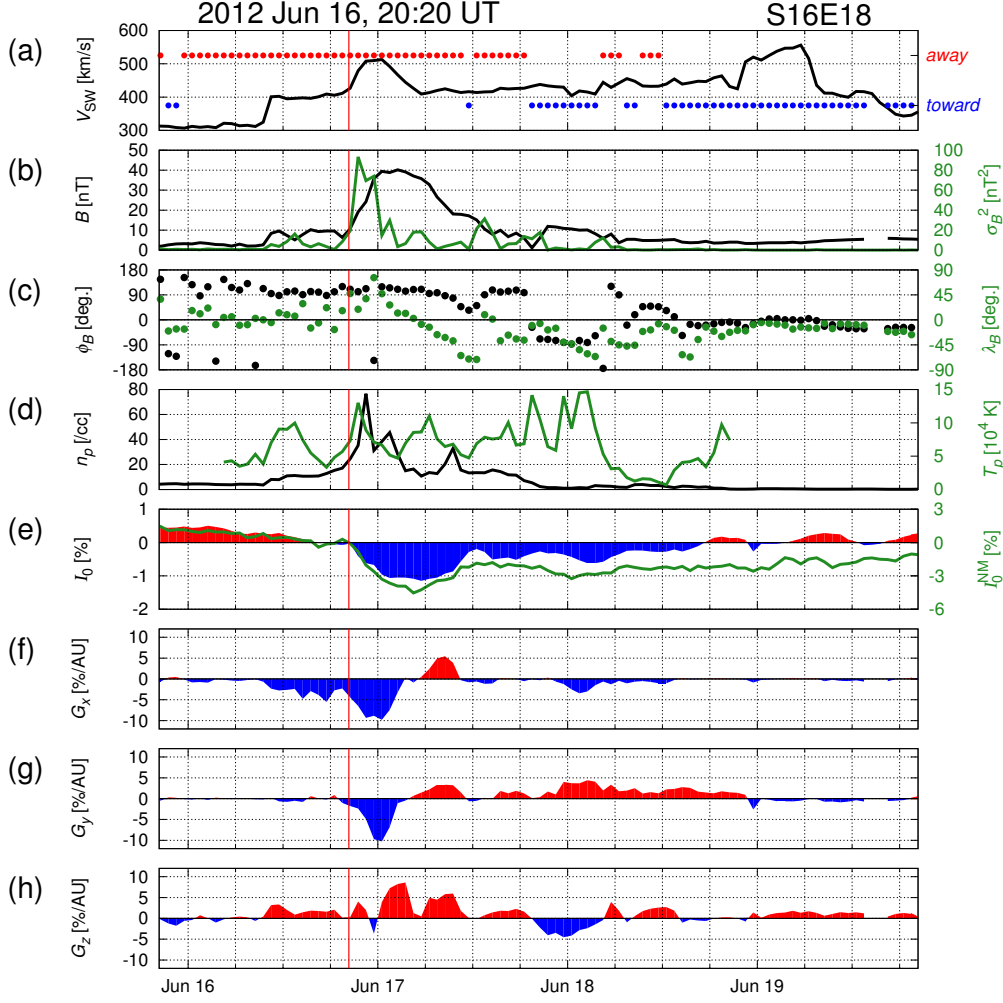 2012 Jun 16, 20:20 UT S16E18
(a)
V_SW [km/s]
600
500
400
300
away
toward
(b)
B [nT]
50
40
30
20
10
0
100
80
60
40
20
0
σ_B^2 [nT^2]
(c)
ϕ_B [deg.]
180
90
0
-90
-180
90
45
0
-45
-90
λ_B [deg.]
(d)
n_p [/cc]
80
60
40
20
0
15
10
5
0
T_p [10^4 K]
(e)
I_0 [%]
1
0
-1
-2
3
0
-3
-6
I_0^NM [%]
(f)
G_x [%/AU]
10
5
0
-5
-10
(g)
G_y [%/AU]
10
5
0
-5
-10
(h)
G_z [%/AU]
10
5
0
-5
-10
Jun 16 Jun 17 Jun 18 Jun 19